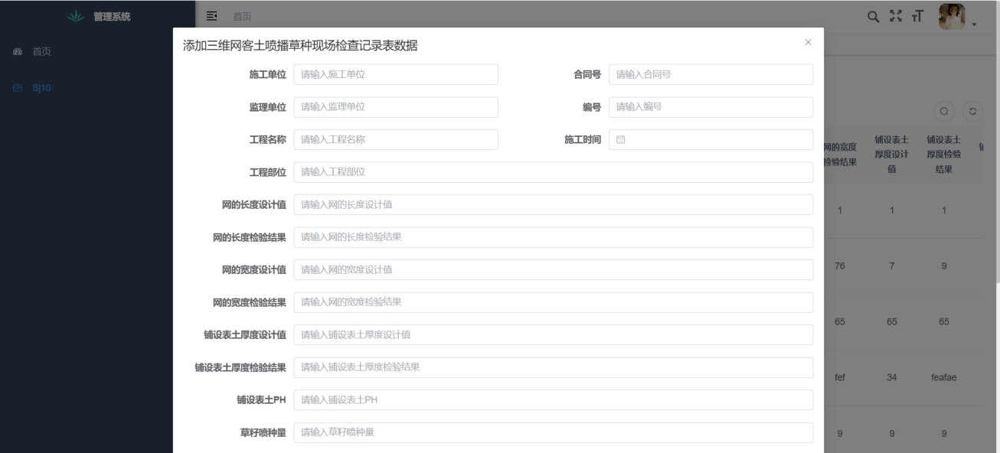 管理系统
首页
首页
Sj10
添加三维网客土喷播草种现场检查记录表数据
施工单位 请输入施工单位 合同号 请输入合同号
监理单位 请输入监理单位 编号 请输入编号
工程名称 请输入工程名称 施工时间
工程部位 请输入工程部位
网的长度设计值 请输入网的长度设计值
网的长度检验结果 请输入网的长度检验结果
网的宽度设计值 请输入网的宽度设计值
网的宽度检验结果 请输入网的宽度检验结果
铺设表土厚度设计值 请输入铺设表土厚度设计值
铺设表土厚度检验结果 请输入铺设表土厚度检验结果
铺设表土PH 请输入铺设表土PH
草籽喷种量 请输入草籽喷种量
网的宽度 铺设表土 铺设表土
检验结果 厚度设计 厚度检验
值 结果
1 1 1
76 7 9
65 65 65
fef 34 feafae
9 9 9